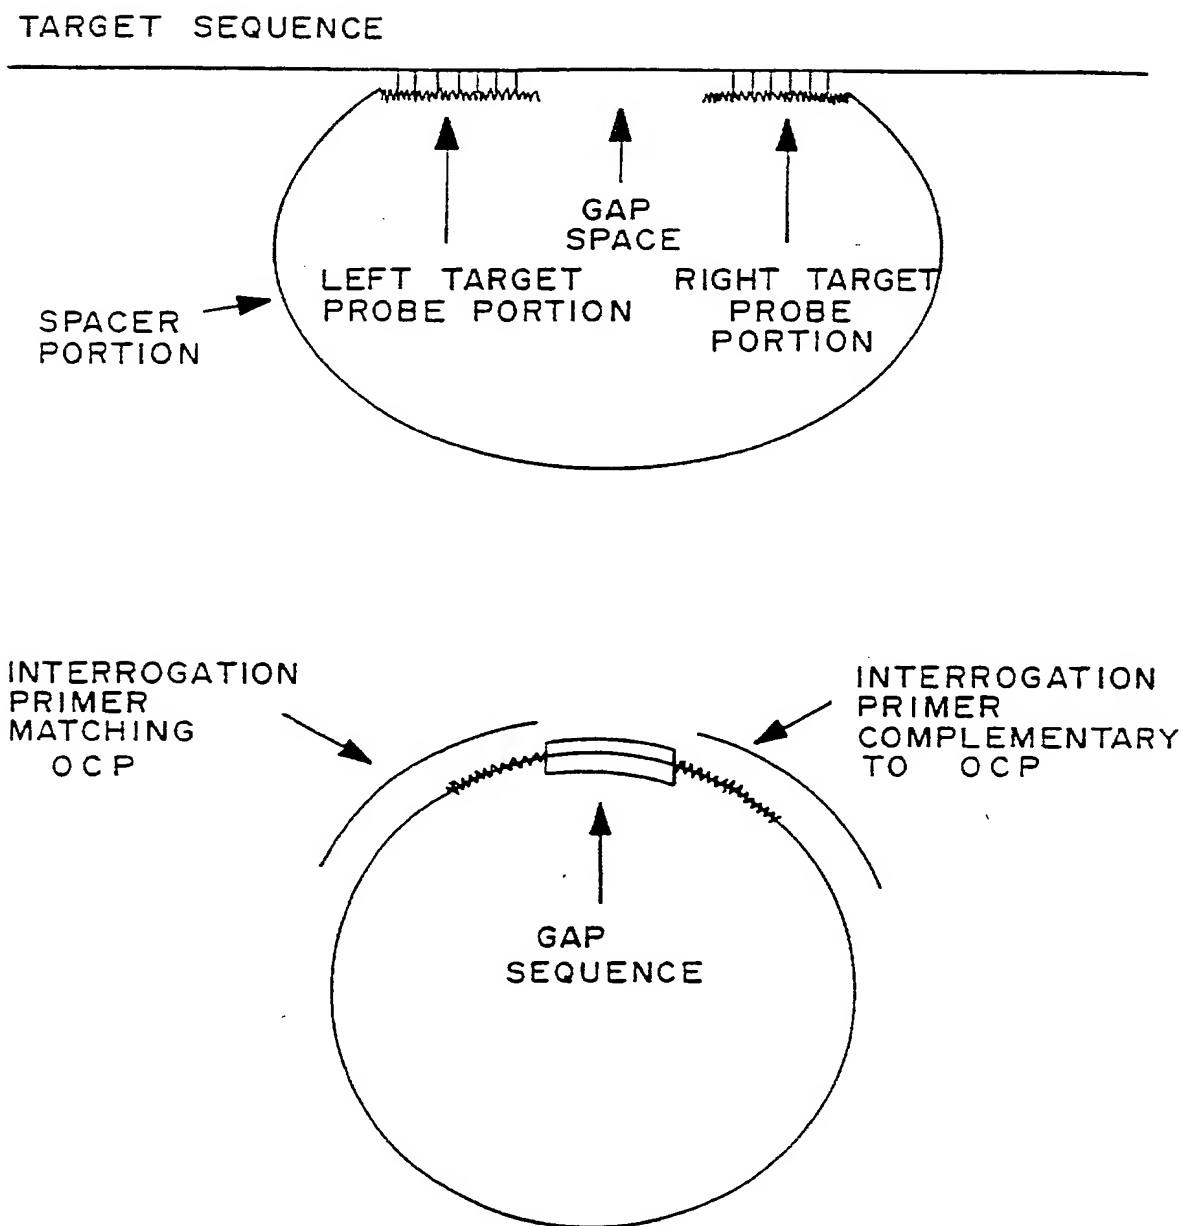 TARGET SEQUENCE
GAP
SPACE
LEFT TARGET
PROBE PORTION
RIGHT TARGET
PROBE
PORTION
SPACER
PORTION
INTERROGATION
PRIMER
MATCHING
OCP
INTERROGATION
PRIMER
COMPLEMENTARY
TO OCP
GAP
SEQUENCE